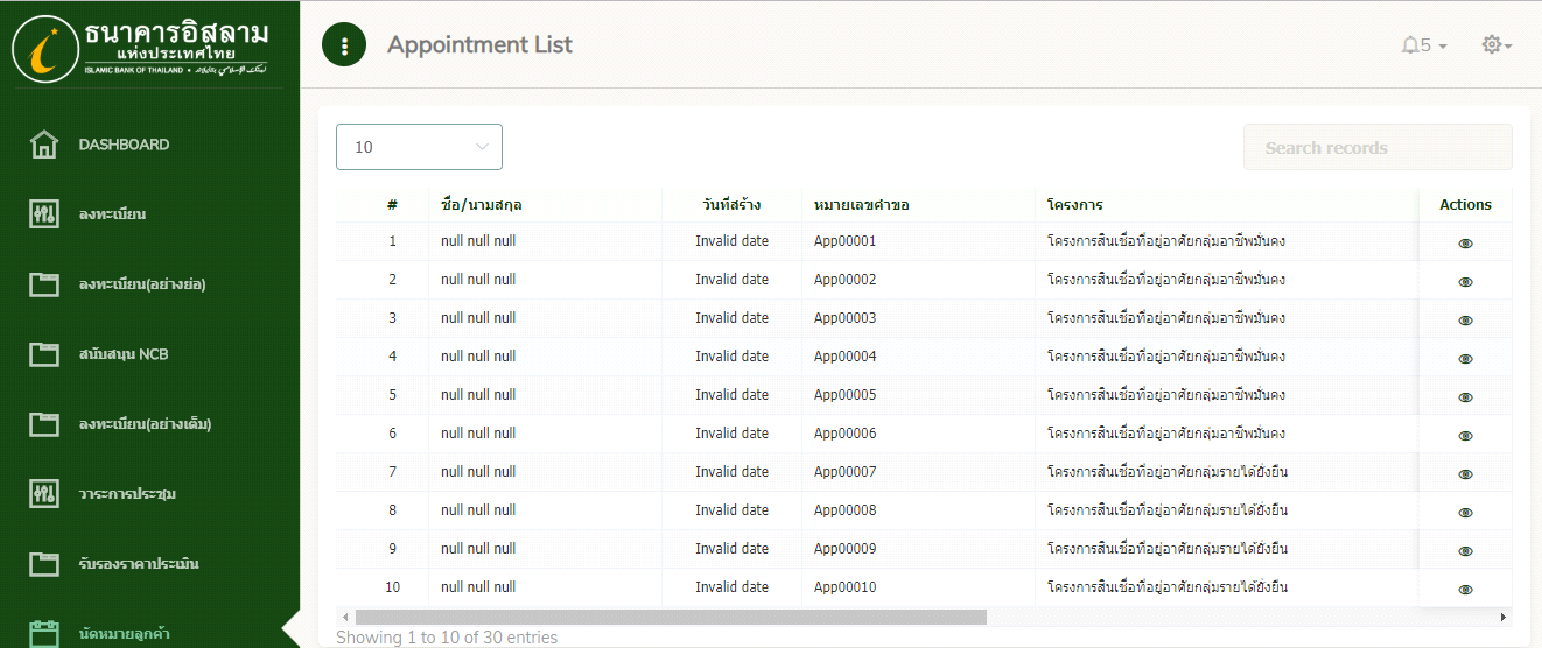 ธนาคารอิสลาม
แห่งประเทศไทย
ISLAMIC BANK OF THAILAND
DASHBOARD
ลงทะเบียน
ลงทะเบียน(อย่างย่อ)
สนับสนุน NCB
ลงทะเบียน(อย่างเต็ม)
วาระการประชุม
รับรองราคาประเมิน
นัดหมายลูกค้า
Appointment List
5
10
Search records
# ชื่อ/นามสกุล วันที่สร้าง หมายเลขคำขอ โครงการ Actions
1 null null null Invalid date App00001 โครงการสินเชื่อที่อยู่อาศัยกลุ่มอาชีพมั่นคง
2 null null null Invalid date App00002 โครงการสินเชื่อที่อยู่อาศัยกลุ่มอาชีพมั่นคง
3 null null null Invalid date App00003 โครงการสินเชื่อที่อยู่อาศัยกลุ่มอาชีพมั่นคง
4 null null null Invalid date App00004 โครงการสินเชื่อที่อยู่อาศัยกลุ่มอาชีพมั่นคง
5 null null null Invalid date App00005 โครงการสินเชื่อที่อยู่อาศัยกลุ่มอาชีพมั่นคง
6 null null null Invalid date App00006 โครงการสินเชื่อที่อยู่อาศัยกลุ่มอาชีพมั่นคง
7 null null null Invalid date App00007 โครงการสินเชื่อที่อยู่อาศัยกลุ่มรายได้ยั่งยืน
8 null null null Invalid date App00008 โครงการสินเชื่อที่อยู่อาศัยกลุ่มรายได้ยั่งยืน
9 null null null Invalid date App00009 โครงการสินเชื่อที่อยู่อาศัยกลุ่มรายได้ยั่งยืน
10 null null null Invalid date App00010 โครงการสินเชื่อที่อยู่อาศัยกลุ่มรายได้ยั่งยืน
Showing 1 to 10 of 30 entries